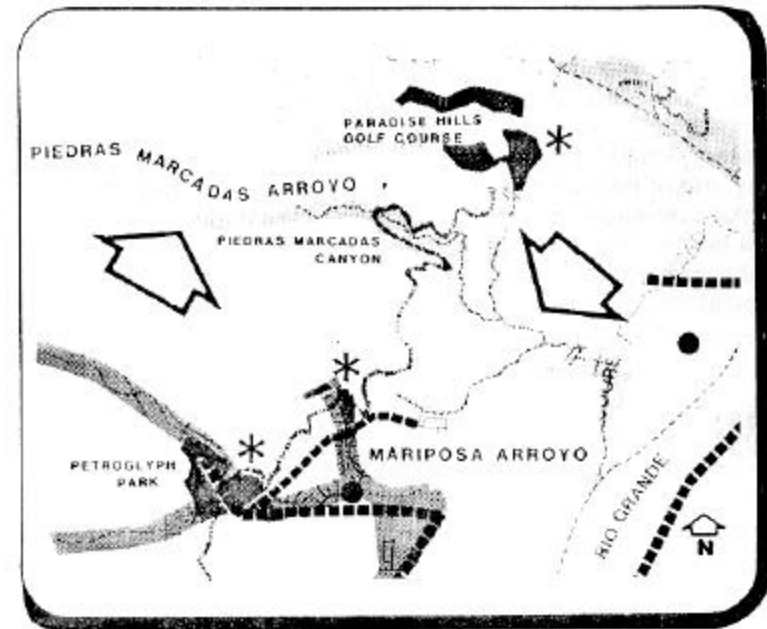 PARADISE HILLS
GOLF COURSE
PIEDRAS MARCADAS ARROYO
PIEDRAS MARCADAS
CANYON
MARIPOSA ARROYO
PETROGLYPH
PARK
RIO GRANDE
N